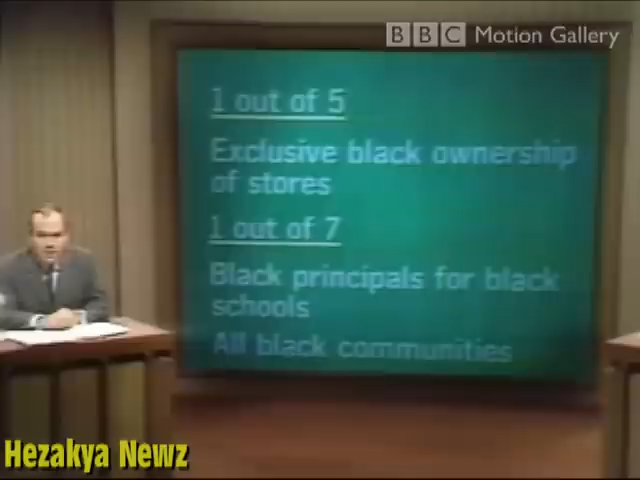 BBC Motion Gallery
1 out of 5
Exclusive black ownership
of stores
1 out of 7
Black principals for black
schools
All black communities
Hezakya Newz